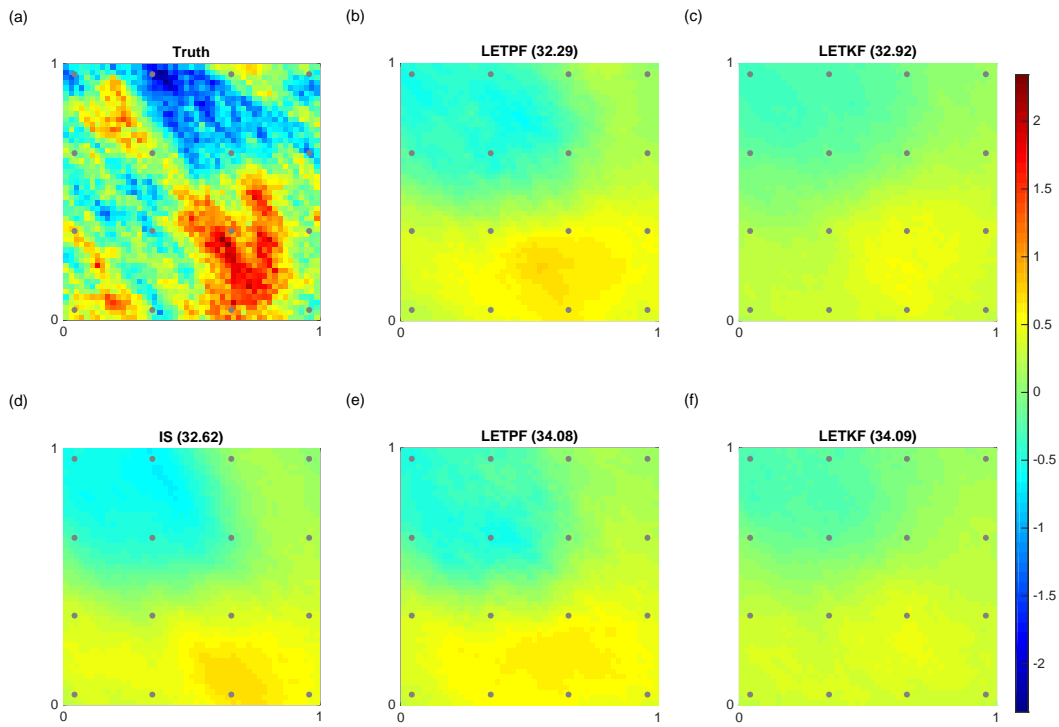 (a)
(b)
(c)
Truth
LETPF (32.29)
LETKF (32.92)
1
1
1
0
0
0
0
1
0
1
0
1
2
1.5
1
0.5
0
-0.5
-1
-1.5
-2
(d)
(e)
(f)
IS (32.62)
LETPF (34.08)
LETKF (34.09)
1
1
1
0
0
0
0
1
0
1
0
1